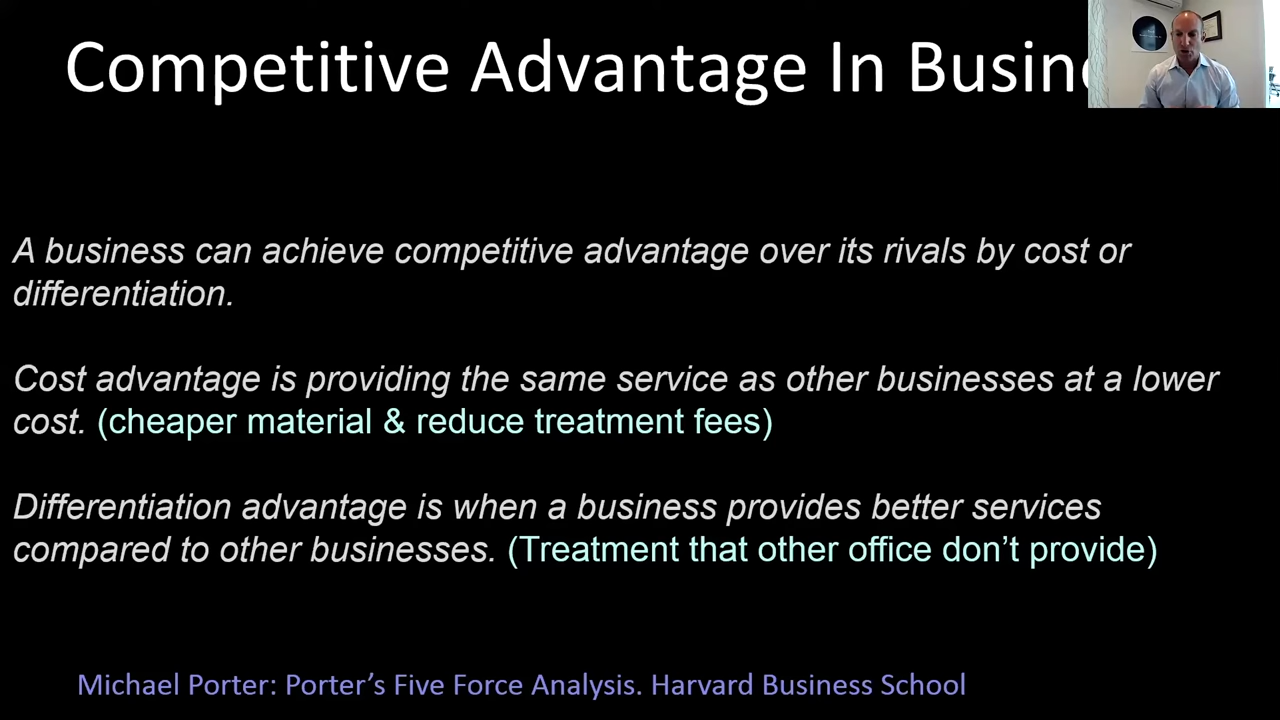 Competitive Advantage In Busine
A business can achieve competitive advantage over its rivals by cost or
differentiation.
Cost advantage is providing the same service as other businesses at a lower
cost. (cheaper material & reduce treatment fees)
Differentiation advantage is when a business provides better services
compared to other businesses. (Treatment that other office don’t provide)
Michael Porter: Porter’s Five Force Analysis. Harvard Business School